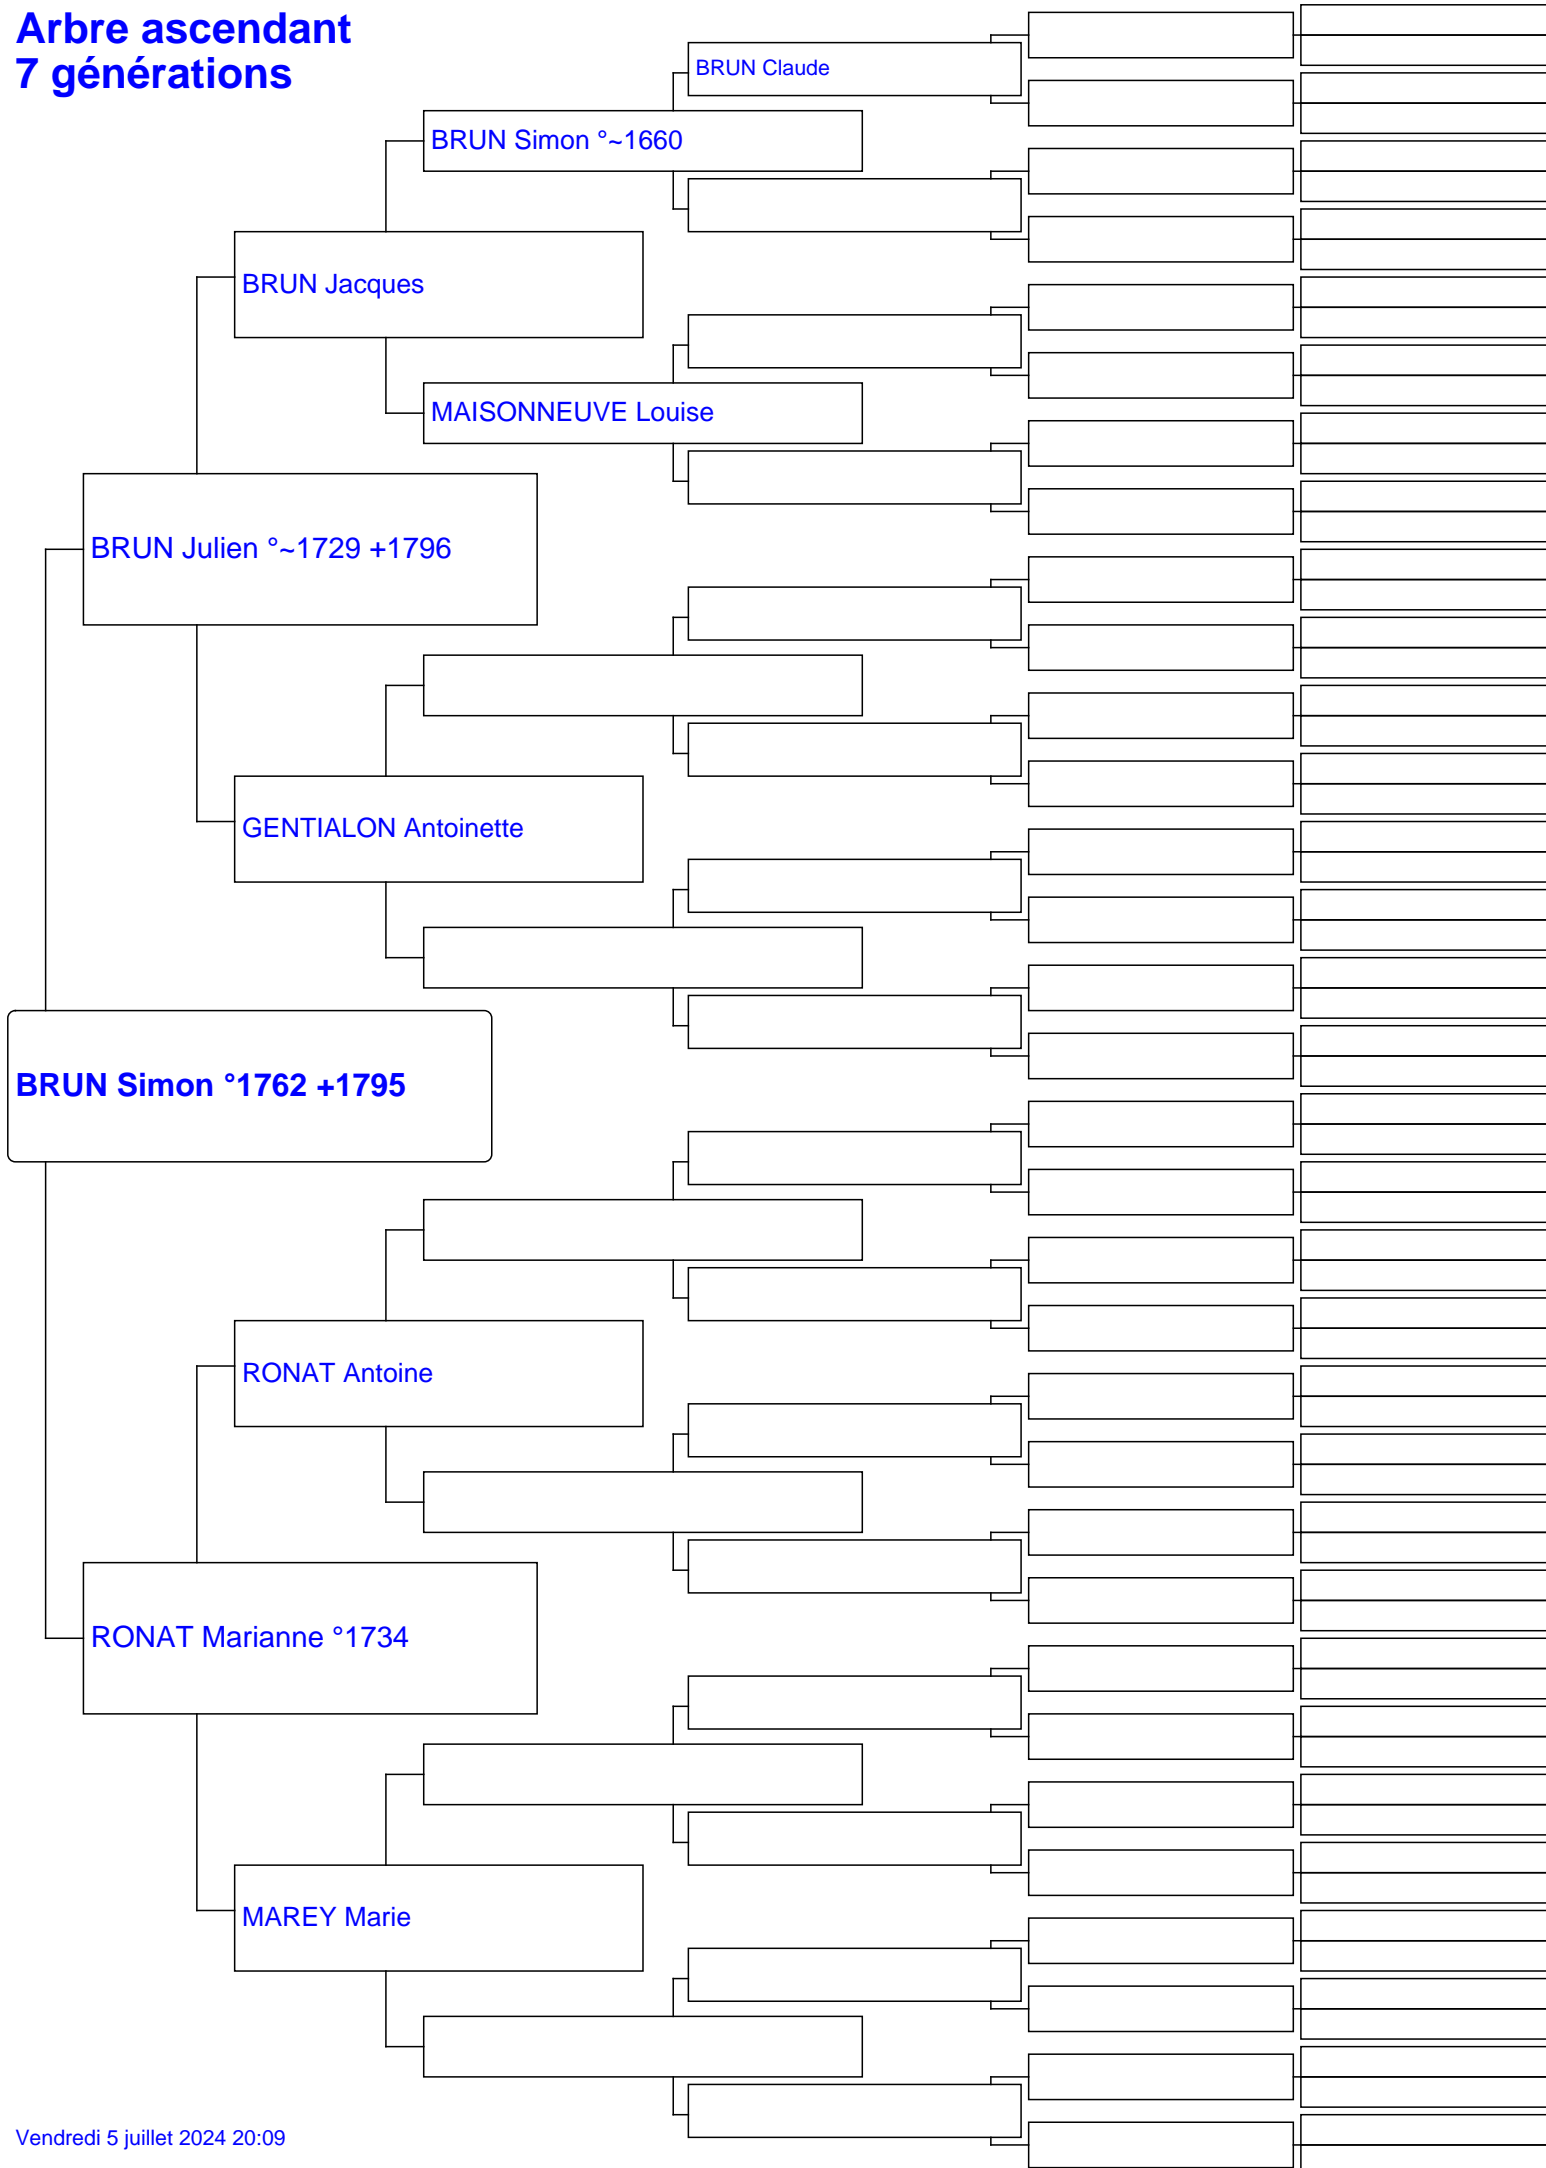 Arbre ascendant
7 générations
BRUN Claude
BRUN Simon °~1660
BRUN Jacques
MAISONNEUVE Louise
BRUN Julien °~1729 +1796
GENTIALON Antoinette
BRUN Simon °1762 +1795
RONAT Antoine
RONAT Marianne °1734
MAREY Marie
Vendredi 5 juillet 2024 20:09